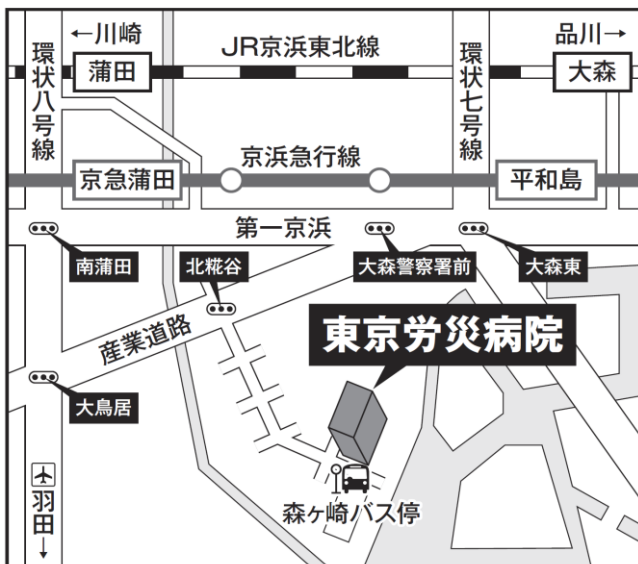 ←川崎
品川→
JR京浜東北線
環状八号線
蒲田
環状七号線
大森
京浜急行線
京急蒲田
平和島
第一京浜
南蒲田
北糀谷
大森警察署前
大森東
産業道路
東京労災病院
大鳥居
羽田
↓
森ヶ崎バス停